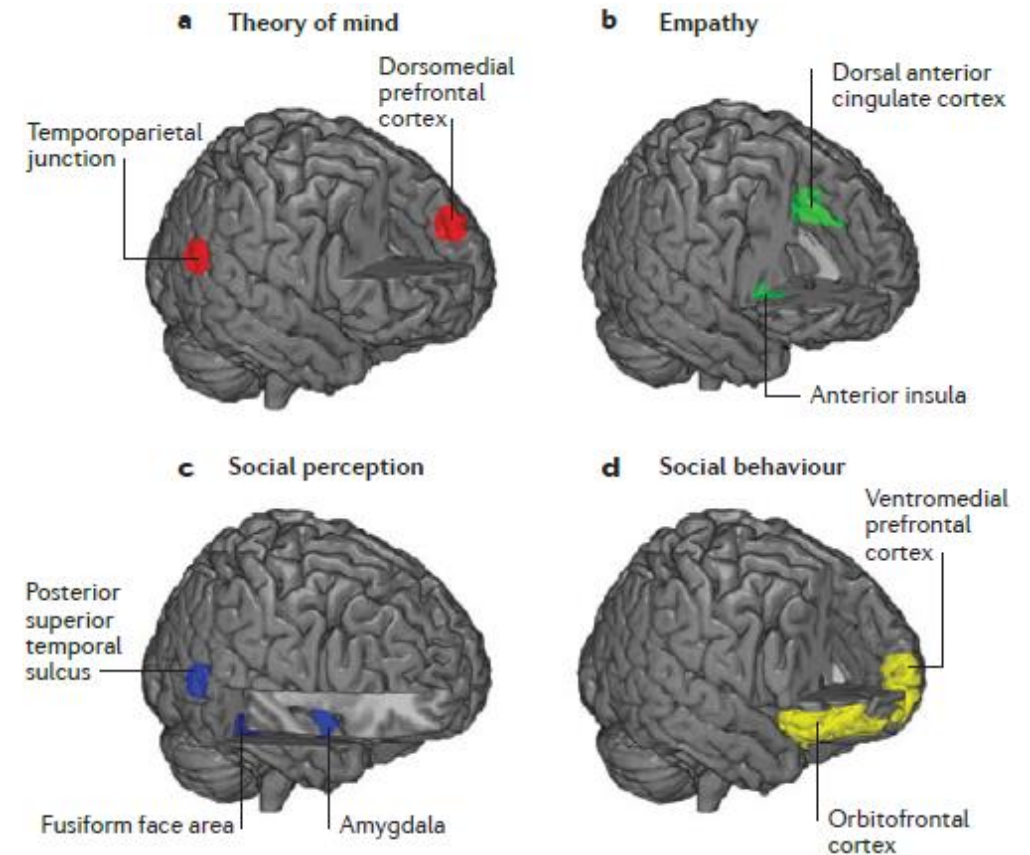 a Theory of mind
Dorsomedial
prefrontal
cortex
Temporoparietal
junction
b Empathy
Dorsal anterior
cingulate cortex
Anterior insula
c Social perception
Posterior
superior
temporal
sulcus
Fusiform face area
Amygdala
d Social behaviour
Ventromedial
prefrontal
cortex
Orbitofrontal
cortex